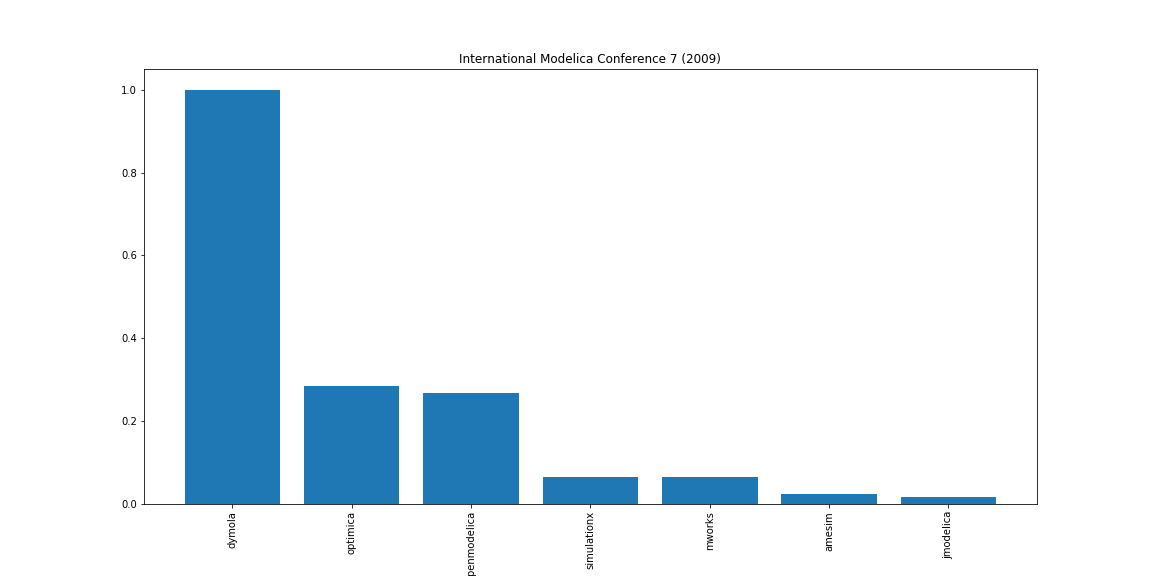 International Modelica Conference 7 (2009)
1.0
0.8
0.6
0.4
0.2
0.0
dymola
optimica
penmodelica
simulationx
mworks
amesim
jmodelica